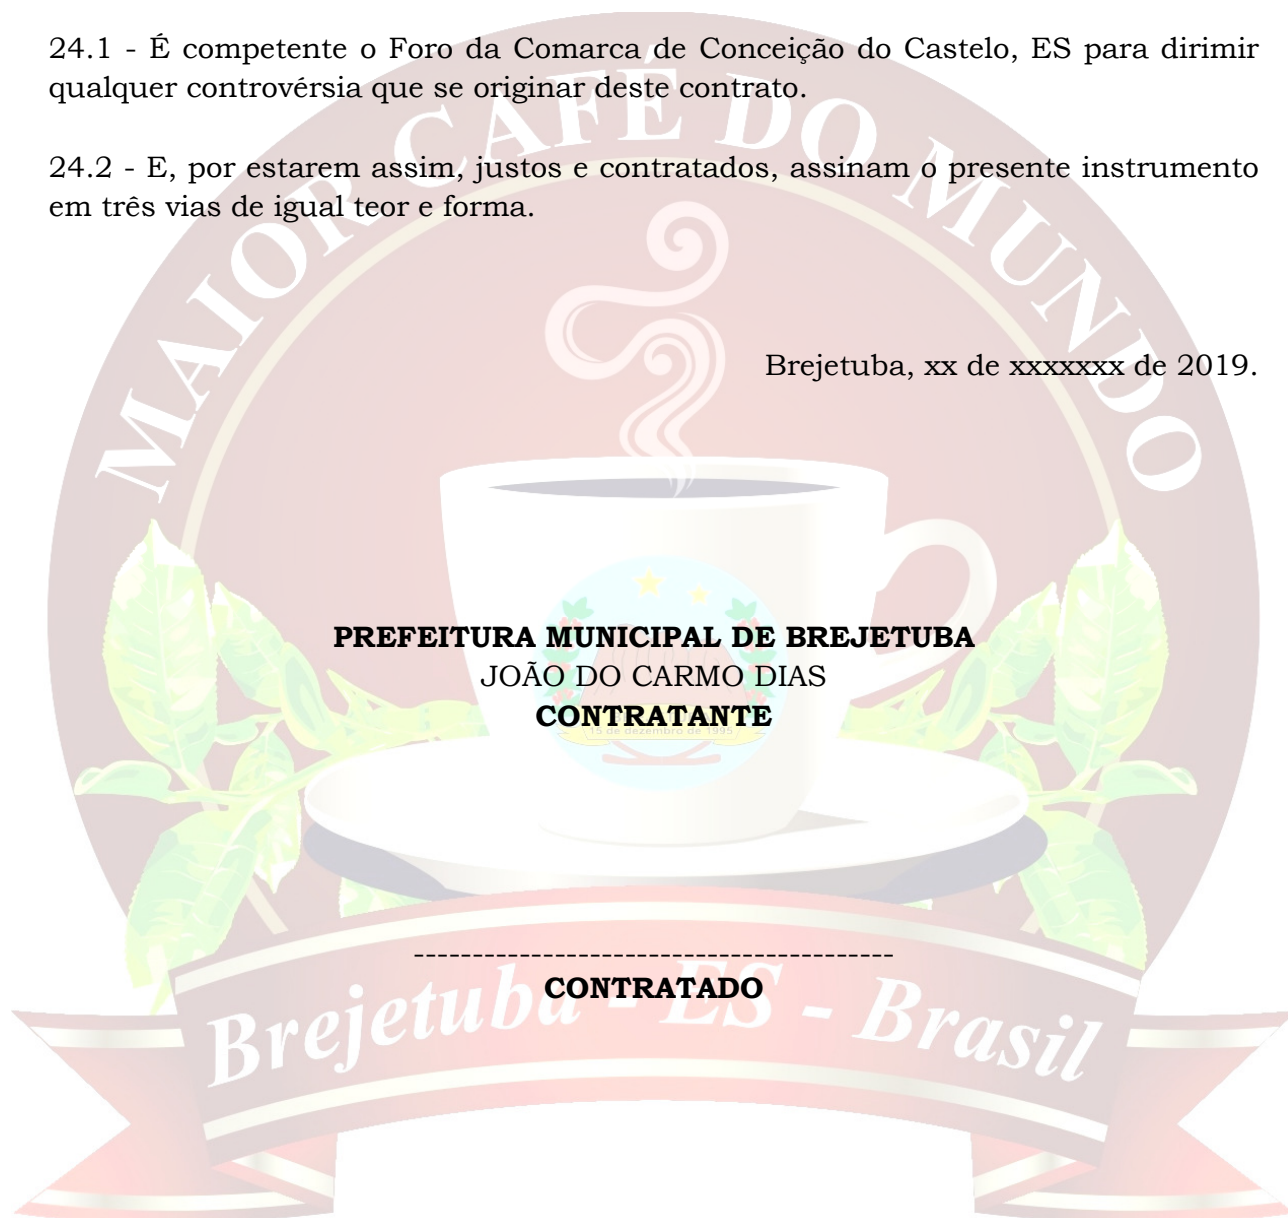 24.1 - É competente o Foro da Comarca de Conceição do Castelo, ES para dirimir
qualquer controvérsia que se originar deste contrato.
24.2 - E, por estarem assim, justos e contratados, assinam o presente instrumento
em três vias de igual teor e forma.
MAIOR CAFÉ DO MUNDO
Brejetuba, xx de xxxxxxx de 2019.
PREFEITURA MUNICIPAL DE BREJETUBA
JOÃO DO CARMO DIAS
CONTRATANTE
15 de dezembro de 1995
-----------------------------------------
CONTRATADO
Brejetuba - ES - Brasil